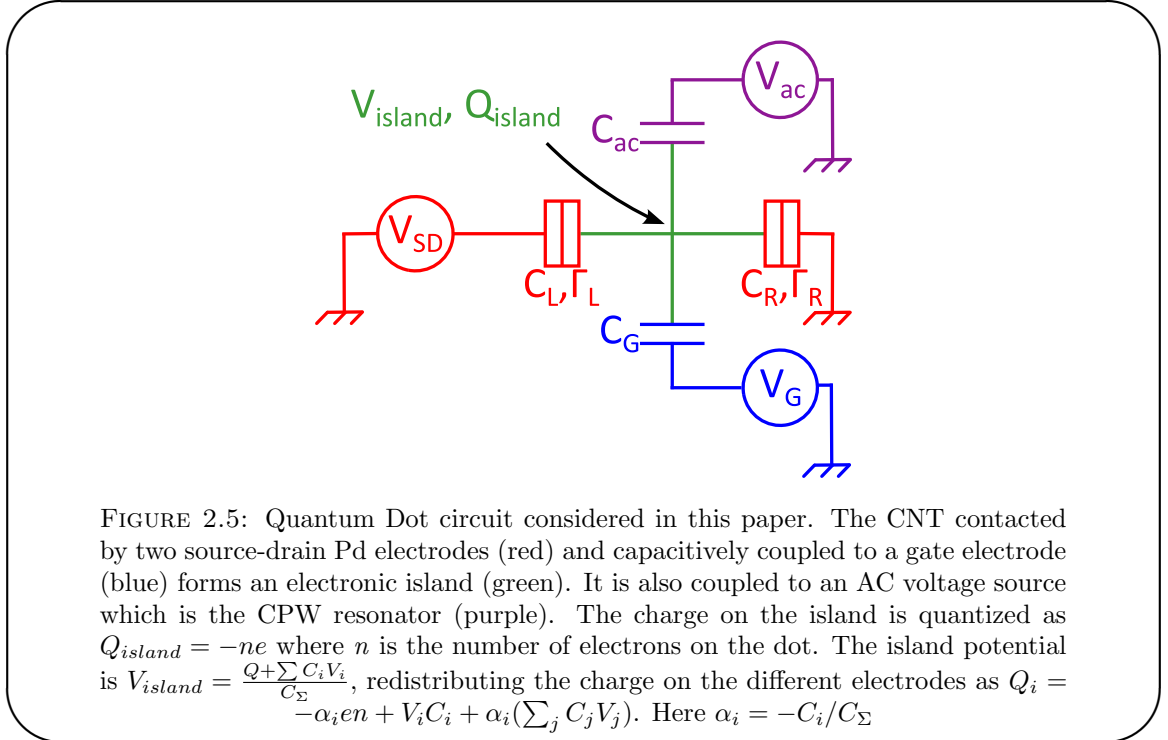 V_ac
V_island, Q_island
C_ac
V_SD
C_L,Γ_L
C_R,Γ_R
C_G
V_G
FIGURE 2.5: Quantum Dot circuit considered in this paper. The CNT contacted
by two source-drain Pd electrodes (red) and capacitively coupled to a gate electrode
(blue) forms an electronic island (green). It is also coupled to an AC voltage source
which is the CPW resonator (purple). The charge on the island is quantized as
Q_{island} = −ne where n is the number of electrons on the dot. The island potential
is V_{island} = \frac{Q+∑ C_iV_i}{C_Σ}, redistributing the charge on the different electrodes as Q_i =
−α_ien + V_iC_i + α_i(∑_j C_jV_j). Here α_i = −C_i/C_Σ